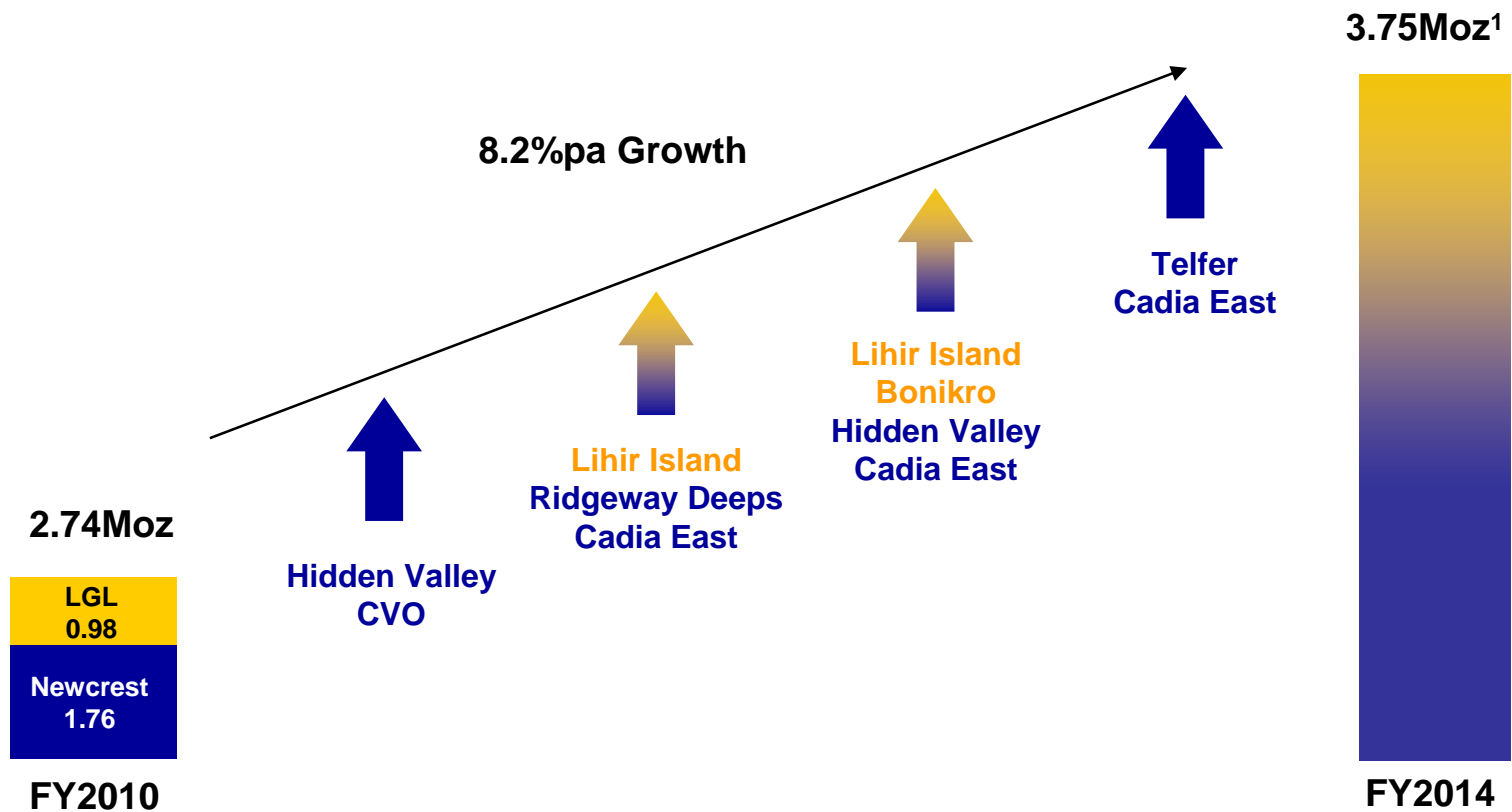 3.75Moz¹
8.2%pa Growth
Telfer
Cadia East
Lihir Island
Bonikro
Hidden Valley
Cadia East
Lihir Island
Ridgeway Deeps
Cadia East
Hidden Valley
CVO
2.74Moz
LGL
0.98
Newcrest
1.76
FY2010
FY2014